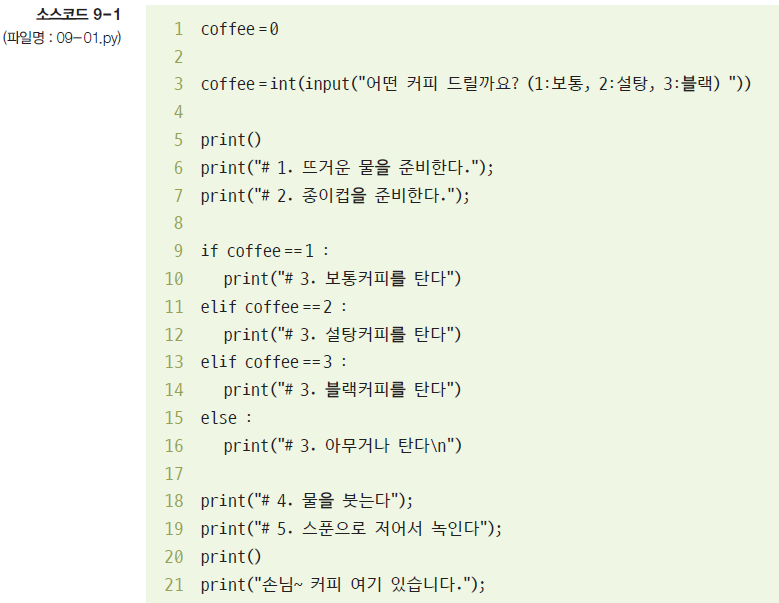 소스코드 9-1
(파일명 : 09-01.py)
1 coffee=0
2
3 coffee=int(input("어떤 커피 드릴까요? (1:보통, 2:설탕, 3:블랙) "))
4
5 print()
6 print("# 1. 뜨거운 물을 준비한다.");
7 print("# 2. 종이컵을 준비한다.");
8
9 if coffee==1 :
10 print("# 3. 보통커피를 탄다")
11 elif coffee==2 :
12 print("# 3. 설탕커피를 탄다")
13 elif coffee==3 :
14 print("# 3. 블랙커피를 탄다")
15 else :
16 print("# 3. 아무거나 탄다\n")
17
18 print("# 4. 물을 붓는다");
19 print("# 5. 스푼으로 저어서 녹인다");
20 print()
21 print("손님~ 커피 여기 있습니다.");